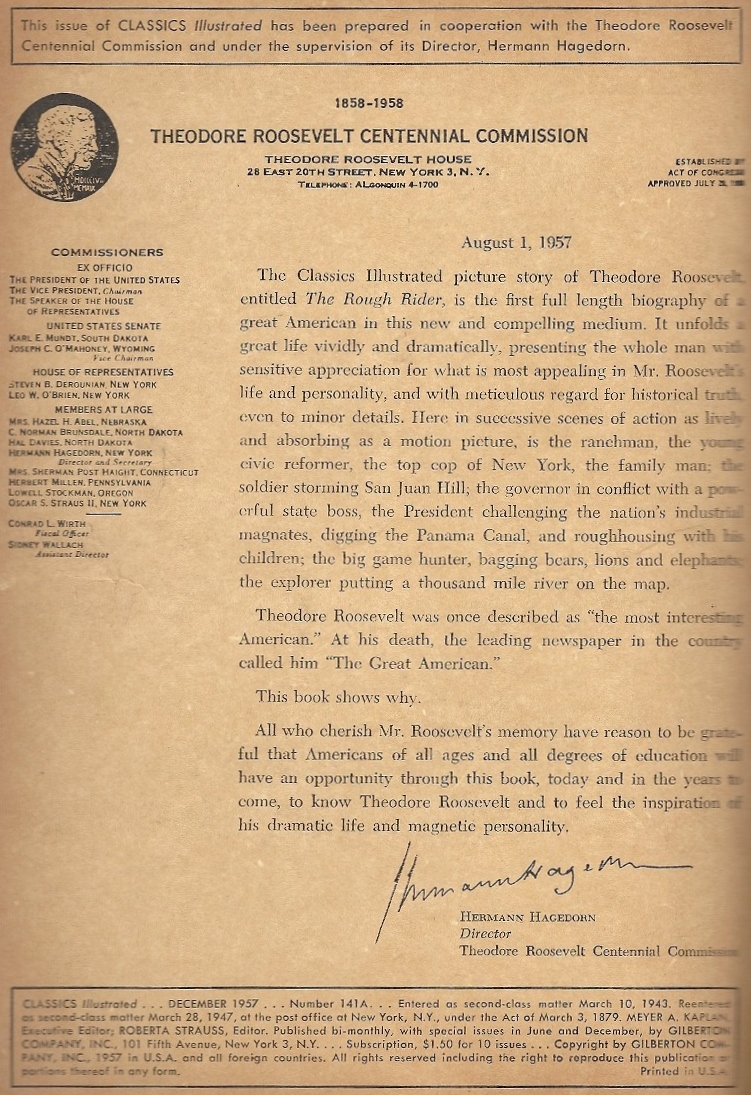 This issue of CLASSICS Illustrated has been prepared in cooperation with the Theodore Roosevelt
Centennial Commission and under the supervision of its Director, Hermann Hagedorn.
1858-1958
THEODORE ROOSEVELT CENTENNIAL COMMISSION
THEODORE ROOSEVELT HOUSE
28 EAST 20TH STREET, NEW YORK 3, N. Y.
TELEPHONE: ALGONQUIN 4-1700
ESTABLISHED BY
ACT OF CONGRESS
APPROVED JULY
COMMISSIONERS
EX OFFICIO
THE PRESIDENT OF THE UNITED STATES
THE VICE PRESIDENT, Chairman
THE SPEAKER OF THE HOUSE
OF REPRESENTATIVES
UNITED STATES SENATE
KARL E. MUNDT, SOUTH DAKOTA
JOSEPH C. O'MAHONEY, WYOMING
Vice Chairman
HOUSE OF REPRESENTATIVES
STEVEN B. DEROUNIAN, NEW YORK
LEO W. O'BRIEN, NEW YORK
MEMBERS AT LARGE
MRS. HAZEL H. ABEL, NEBRASKA
C. NORMAN BRUNSDALE, NORTH DAKOTA
HAL DAVIES, NORTH DAKOTA
HERMANN HAGEDORN, NEW YORK
Director and Secretary
MRS. SHERMAN POST HAIGHT, CONNECTICUT
HERBERT MILLEN, PENNSYLVANIA
LOWELL STOCKMAN, OREGON
OSCAR S. STRAUS II, NEW YORK
CONRAD L. WIRTH
Fiscal Officer
SIDNEY WALLACH
Assistant Director
August 1, 1957
The Classics Illustrated picture story of Theodore Roosevelt,
entitled The Rough Rider, is the first full length biography of a
great American in this new and compelling medium. It unfolds a
great life vividly and dramatically, presenting the whole man with
sensitive appreciation for what is most appealing in Mr. Roosevelt's
life and personality, and with meticulous regard for historical truth,
even to minor details. Here in successive scenes of action as lively
and absorbing as a motion picture, is the ranchman, the young
civic reformer, the top cop of New York, the family man; the
soldier storming San Juan Hill; the governor in conflict with a pow-
erful state boss, the President challenging the nation's industrial
magnates, digging the Panama Canal, and roughhousing with his
children; the big game hunter, bagging bears, lions and elephants;
the explorer putting a thousand mile river on the map.
Theodore Roosevelt was once described as “the most interesting
American.” At his death, the leading newspaper in the country
called him “The Great American.”
This book shows why.
All who cherish Mr. Roosevelt's memory have reason to be grate-
ful that Americans of all ages and all degrees of education will
have an opportunity through this book, today and in the years to
come, to know Theodore Roosevelt and to feel the inspiration of
his dramatic life and magnetic personality.
Hermann Hagedorn
HERMANN HAGEDORN
Director
Theodore Roosevelt Centennial Commission
CLASSICS Illustrated . . . DECEMBER 1957 . . . Number 141A. . . Entered as second-class matter March 10, 1943. Reentered
as second-class matter March 28, 1947, at the post office at New York, N.Y., under the Act of March 3, 1879. MEYER A. KAPLAN,
Executive Editor; ROBERTA STRAUSS, Editor. Published bi-monthly, with special issues in June and December, by GILBERTON
COMPANY, INC., 101 Fifth Avenue, New York 3, N.Y. . . . Subscription, $1.50 for 10 issues . . . Copyright by GILBERTON COM-
PANY, INC., 1957 in U.S.A. and all foreign countries. All rights reserved including the right to reproduce this publication or
portions thereof in any form.
Printed in U.S.A.